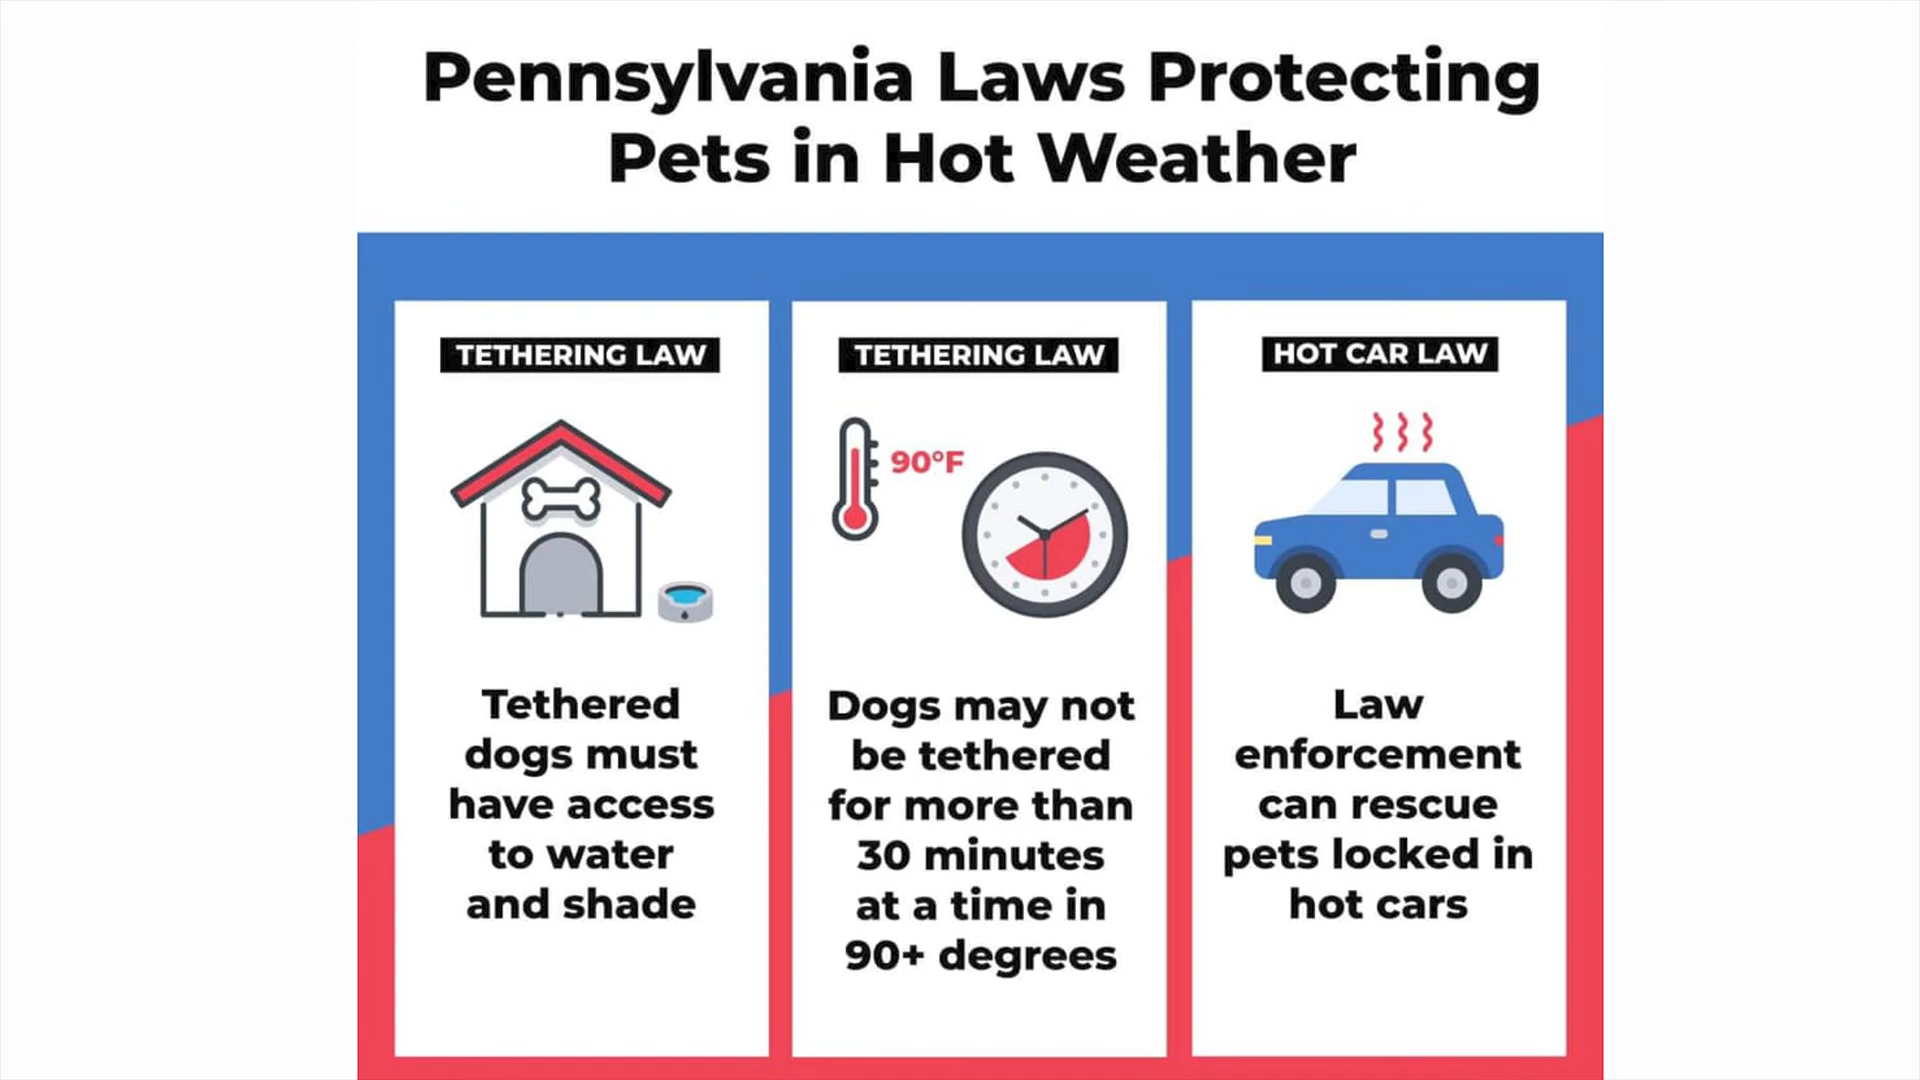 Pennsylvania Laws Protecting
Pets in Hot Weather
TETHERING LAW
Tethered
dogs must
have access
to water
and shade
TETHERING LAW
90°F
Dogs may not
be tethered
for more than
30 minutes
at a time in
90+ degrees
HOT CAR LAW
Law
enforcement
can rescue
pets locked in
hot cars